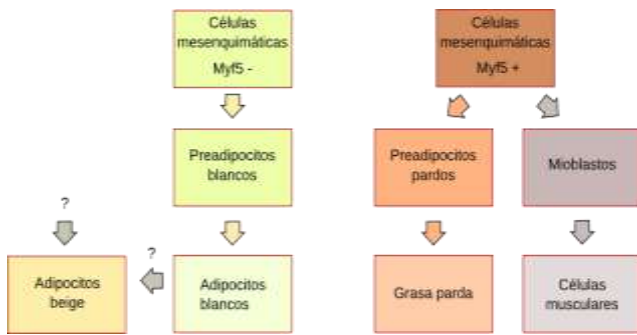 Células
mesenquimáticas
Myf5 -
Células
mesenquimáticas
Myf5 +
Preadipocitos
blancos
Preadipocitos
pardos
Mioblastos
?
?
Adipocitos
beige
Adipocitos
blancos
Grasa parda
Células
musculares